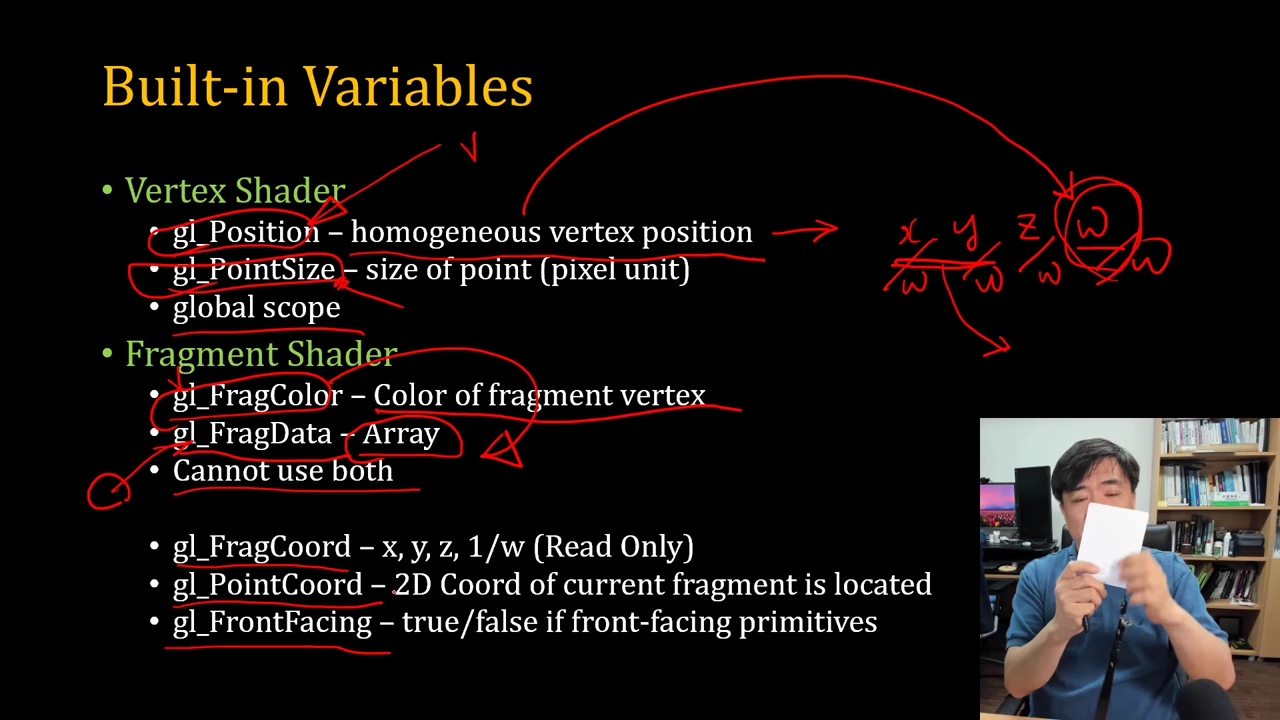 Built-in Variables
• Vertex Shader
• gl_Position – homogeneous vertex position
x y z w
• gl_PointSize – size of point (pixel unit)
w w w w
• global scope
• Fragment Shader
• gl_FragColor – Color of fragment vertex
• gl_FragData – Array
• Cannot use both
• gl_FragCoord – x, y, z, 1/w (Read Only)
• gl_PointCoord – 2D Coord of current fragment is located
• gl_FrontFacing – true/false if front-facing primitives